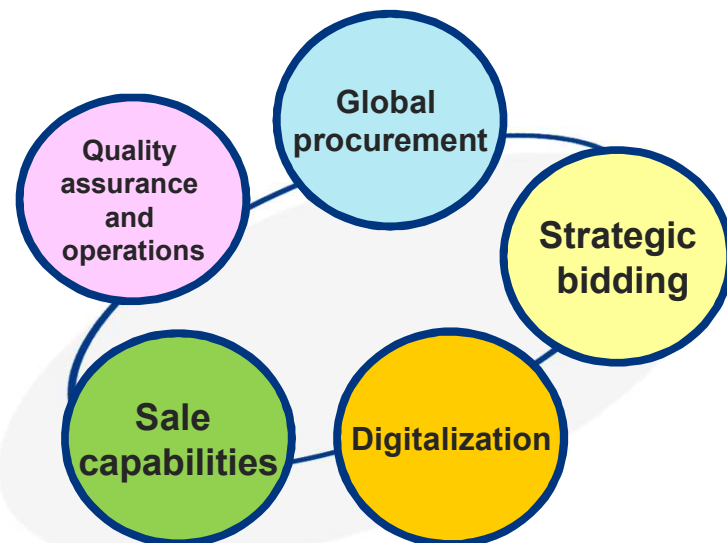 Global
procurement
Quality
assurance
and
operations
Strategic
bidding
Sale
capabilities
Digitalization